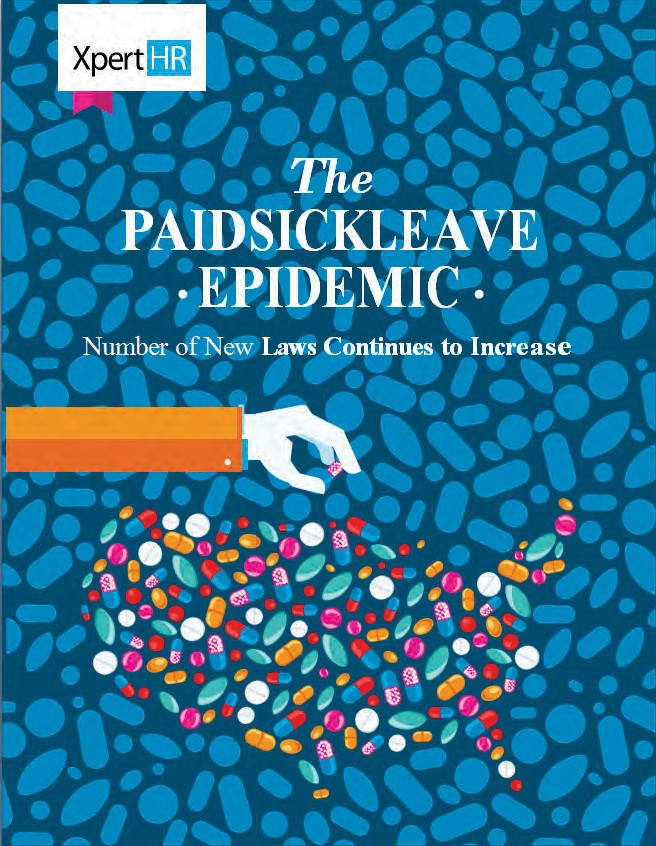 XpertHR
The
PAIDSICKLEAVE
· EPIDEMIC ·
Number of New Laws Continues to Increase